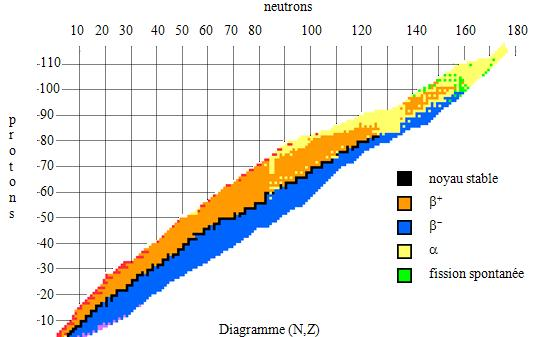 neutrons
10 20 30 40 50 60 70 80 100 120 140 160 180
-110
-100
-90
-80
-70
-60
-50
-40
-30
-20
-10
protons
noyau stable
β+
β-
α
fission spontanée
Diagramme (N,Z)